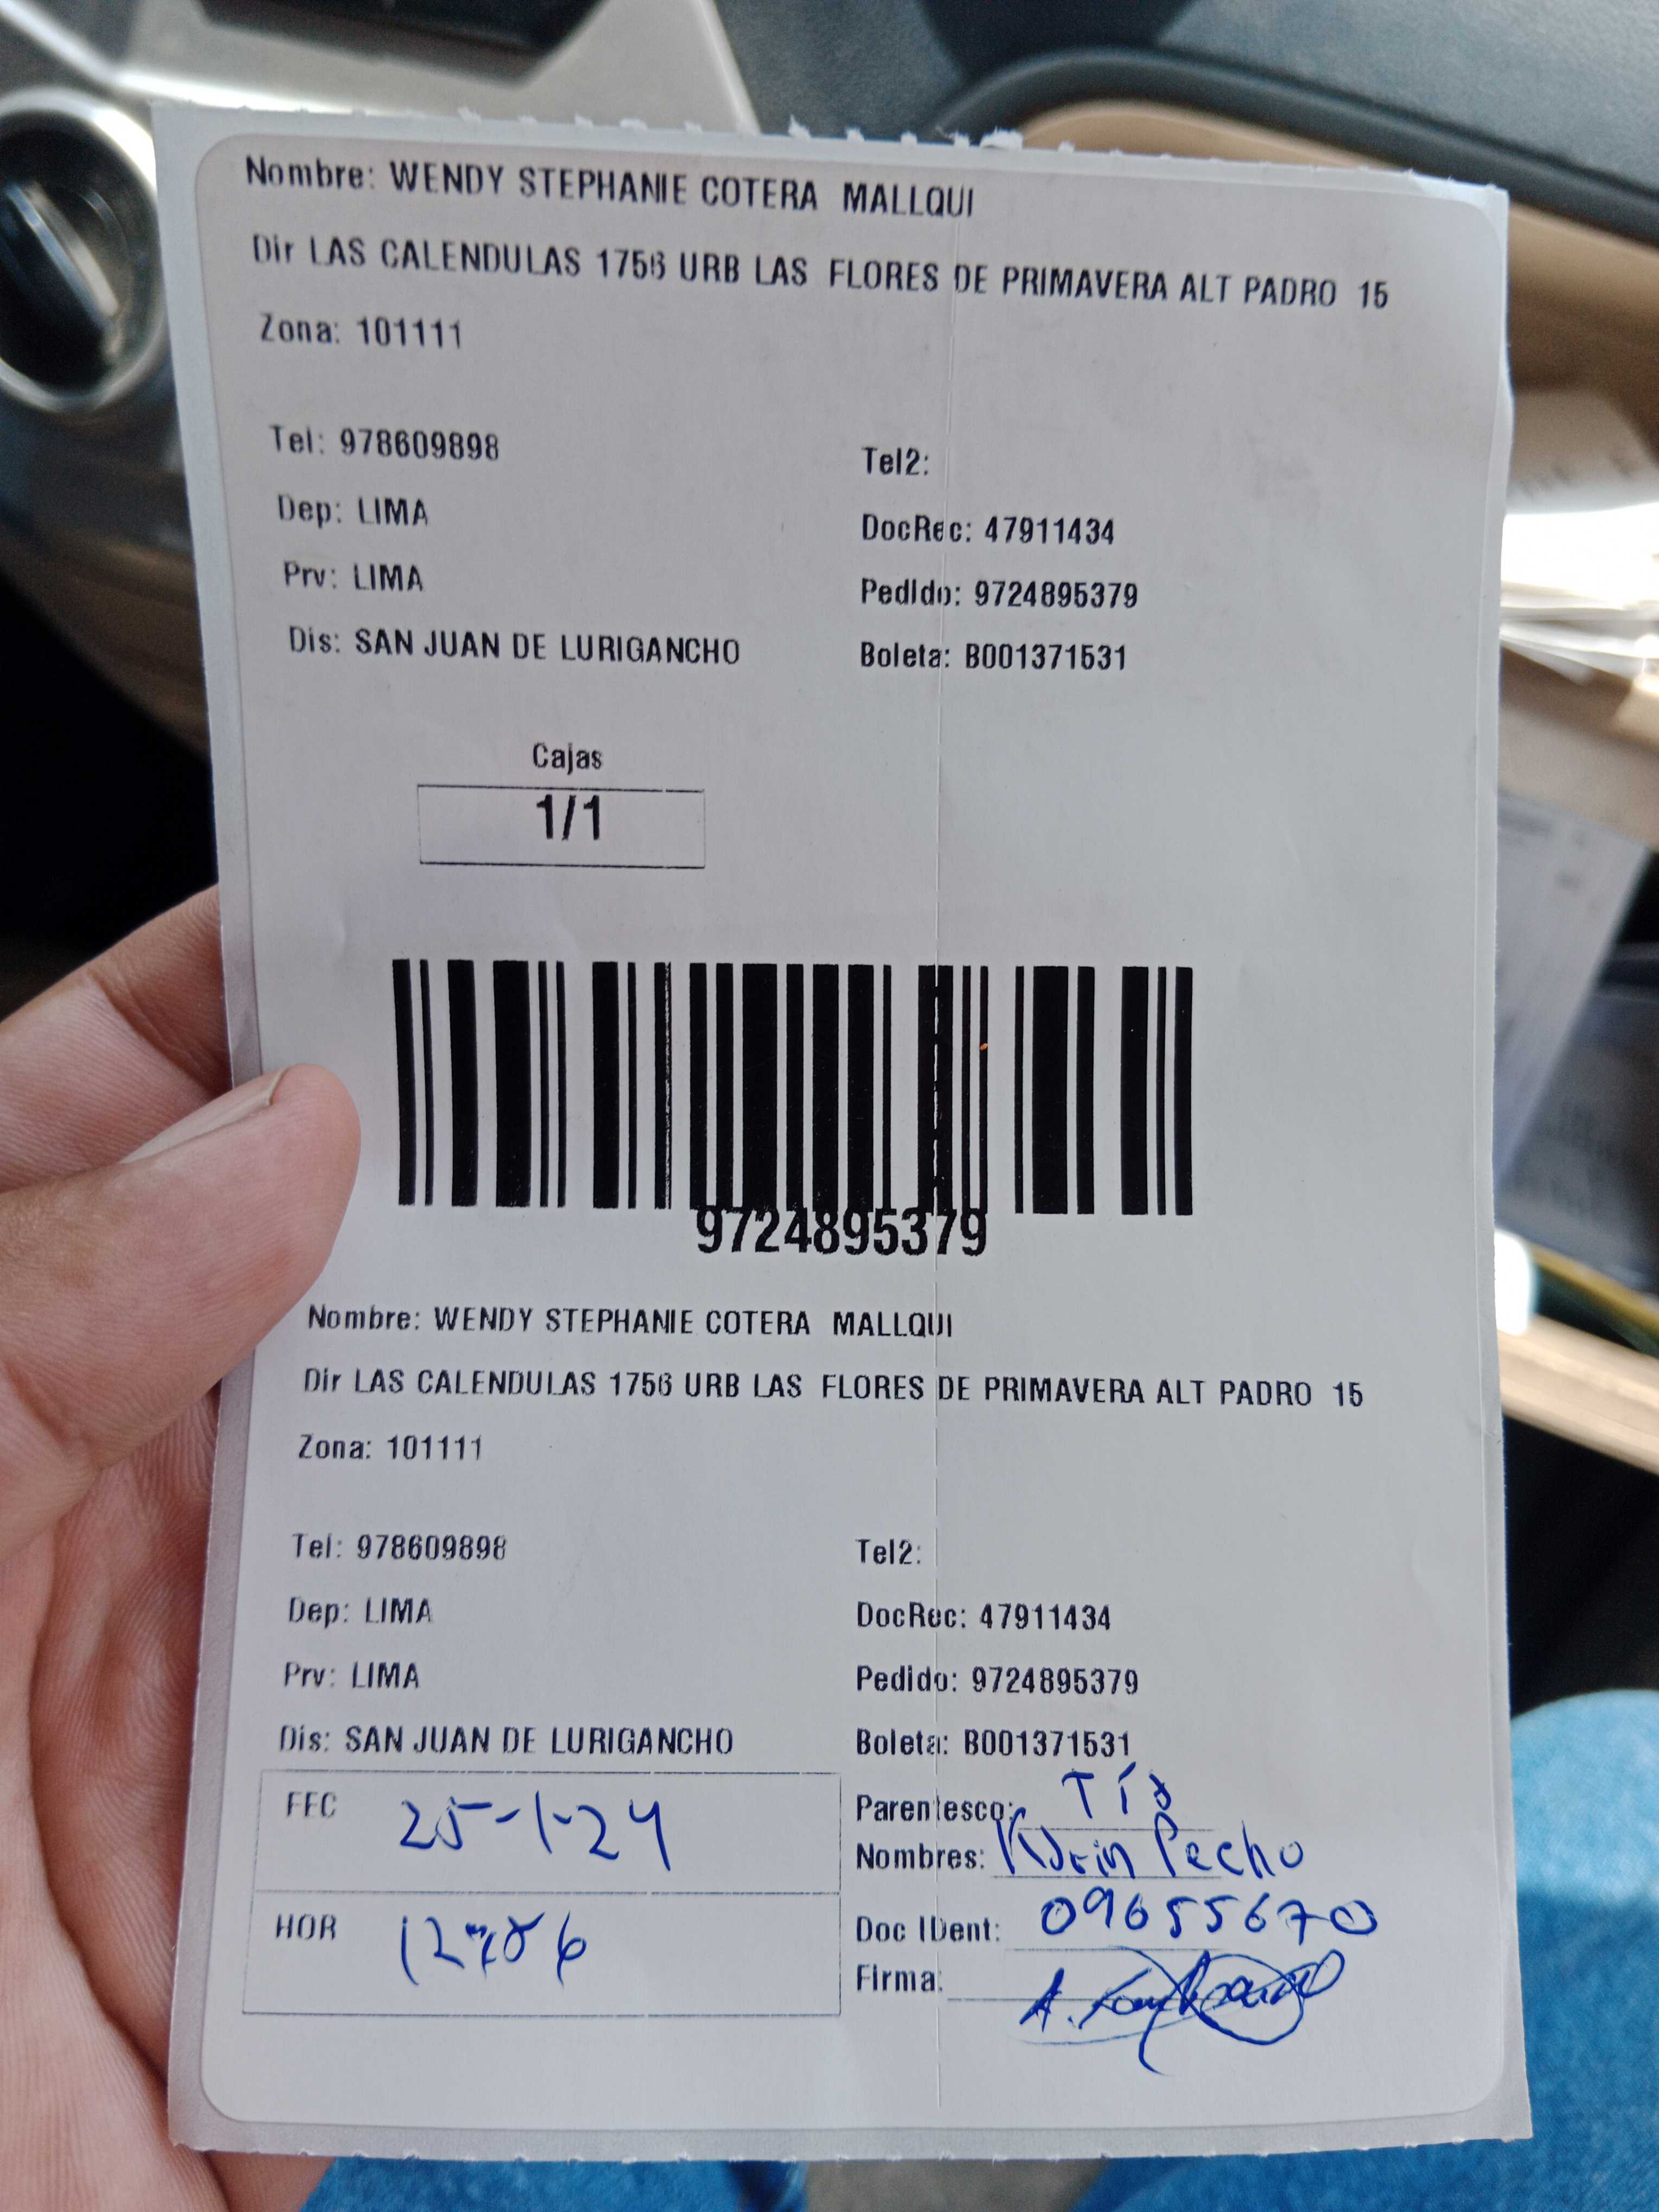 Nombre: WENDY STEPHANIE COTERA MALLQUI
Dir LAS CALENDULAS 1756 URB LAS FLORES DE PRIMAVERA ALT PADRO 15
Zona: 101111
Tel: 978609898
Tel2:
Dep: LIMA
DocRec: 47911434
Prv: LIMA
Pedido: 9724895379
Dis: SAN JUAN DE LURIGANCHO
Boleta: B001371531
Cajas
1/1
9724895379
Nombre: WENDY STEPHANIE COTERA MALLQUI
Dir LAS CALENDULAS 1756 URB LAS FLORES DE PRIMAVERA ALT PADRO 15
Zona: 101111
Tel: 978609898
Tel2:
Dep: LIMA
DocRec: 47911434
Prv: LIMA
Pedido: 9724895379
Dis: SAN JUAN DE LURIGANCHO
Boleta: B001371531
FEC 25-1-24
Parentesco: Tía
Nombres: Pecho
HOR
Doc IDent: 09655670
Firma: